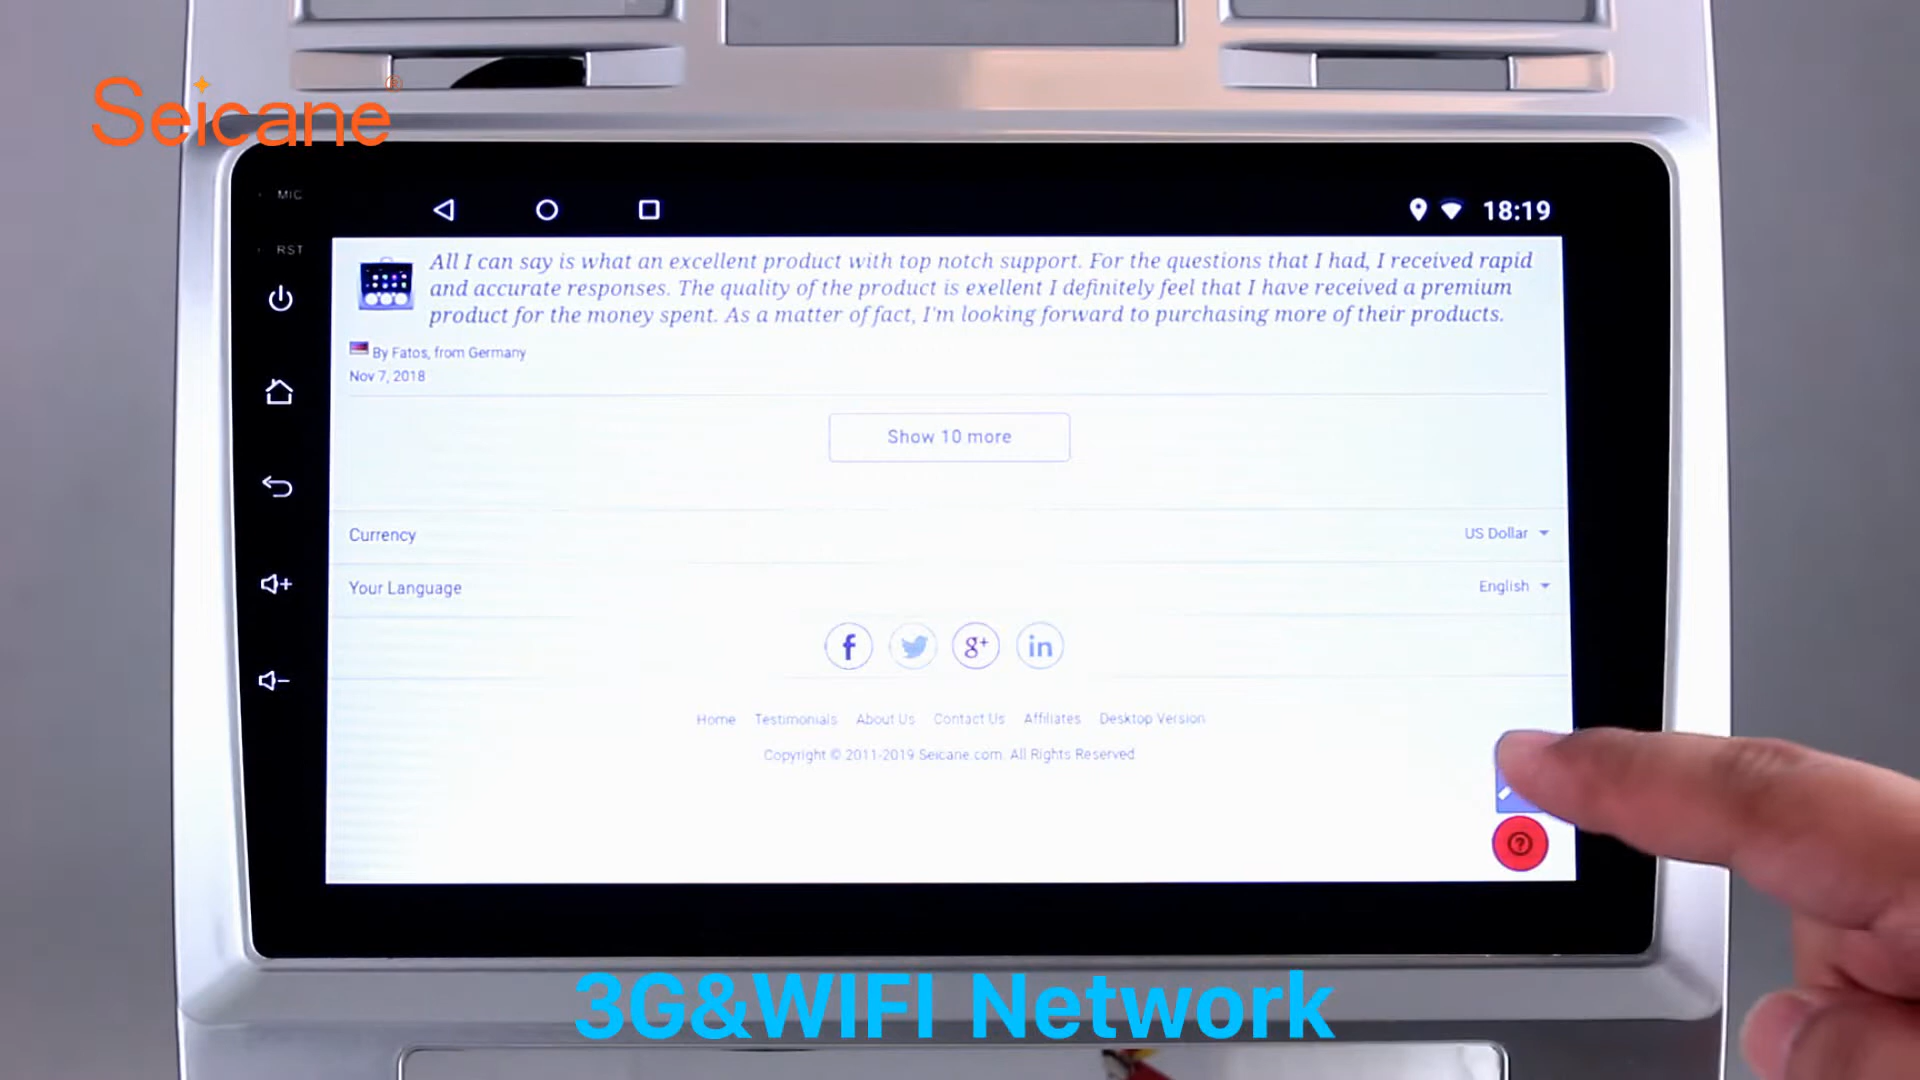 Seicane®
MIC
RST
18:19
All I can say is what an excellent product with top notch support. For the questions that I had, I received rapid
and accurate responses. The quality of the product is exellent I definitely feel that I have received a premium
product for the money spent. As a matter of fact, I'm looking forward to purchasing more of their products.
By Fatos, from Germany
Nov 7, 2018
Show 10 more
Currency US Dollar
Your Language English
f g+ in
Home Testimonials About Us Contact Us Affiliates Desktop Version
Copyright © 2011-2019 Seicane.com. All Rights Reserved
?
3G&WIFI Network